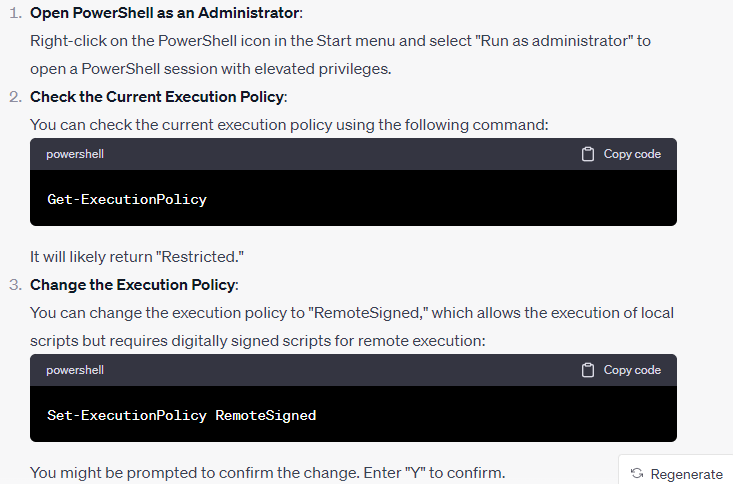 1. Open PowerShell as an Administrator:
Right-click on the PowerShell icon in the Start menu and select "Run as administrator" to
open a PowerShell session with elevated privileges.
2. Check the Current Execution Policy:
You can check the current execution policy using the following command:
powershell Copy code
Get-ExecutionPolicy
It will likely return "Restricted."
3. Change the Execution Policy:
You can change the execution policy to "RemoteSigned," which allows the execution of local
scripts but requires digitally signed scripts for remote execution:
powershell Copy code
Set-ExecutionPolicy RemoteSigned
You might be prompted to confirm the change. Enter "Y" to confirm.
Regenerate